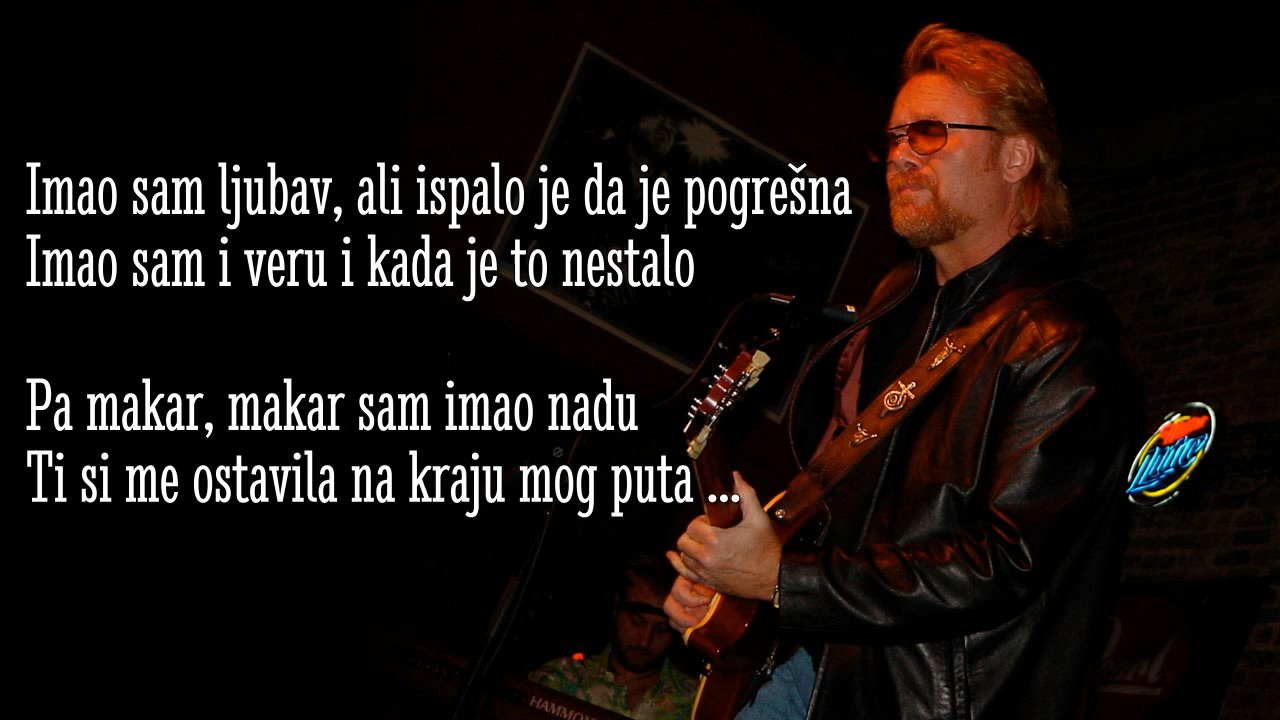 Imao sam ljubav, ali ispalo je da je pogrešna
Imao sam i veru i kada je to nestalo
Pa makar, makar sam imao nadu
Ti si me ostavila na kraju mog puta ...
HAMMON